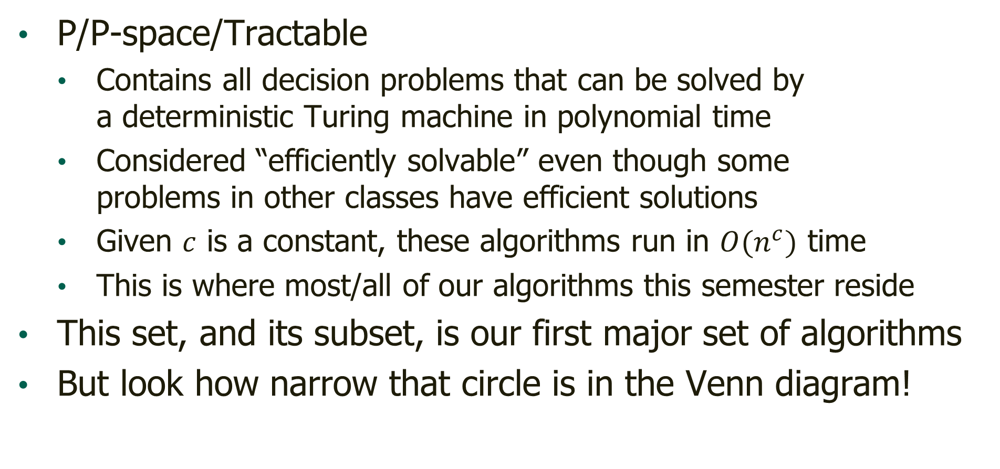 • P/P-space/Tractable
• Contains all decision problems that can be solved by
a deterministic Turing machine in polynomial time
• Considered “efficiently solvable” even though some
problems in other classes have efficient solutions
• Given 𝑐 is a constant, these algorithms run in 𝑂(𝑛ᶜ) time
• This is where most/all of our algorithms this semester reside
• This set, and its subset, is our first major set of algorithms
• But look how narrow that circle is in the Venn diagram!